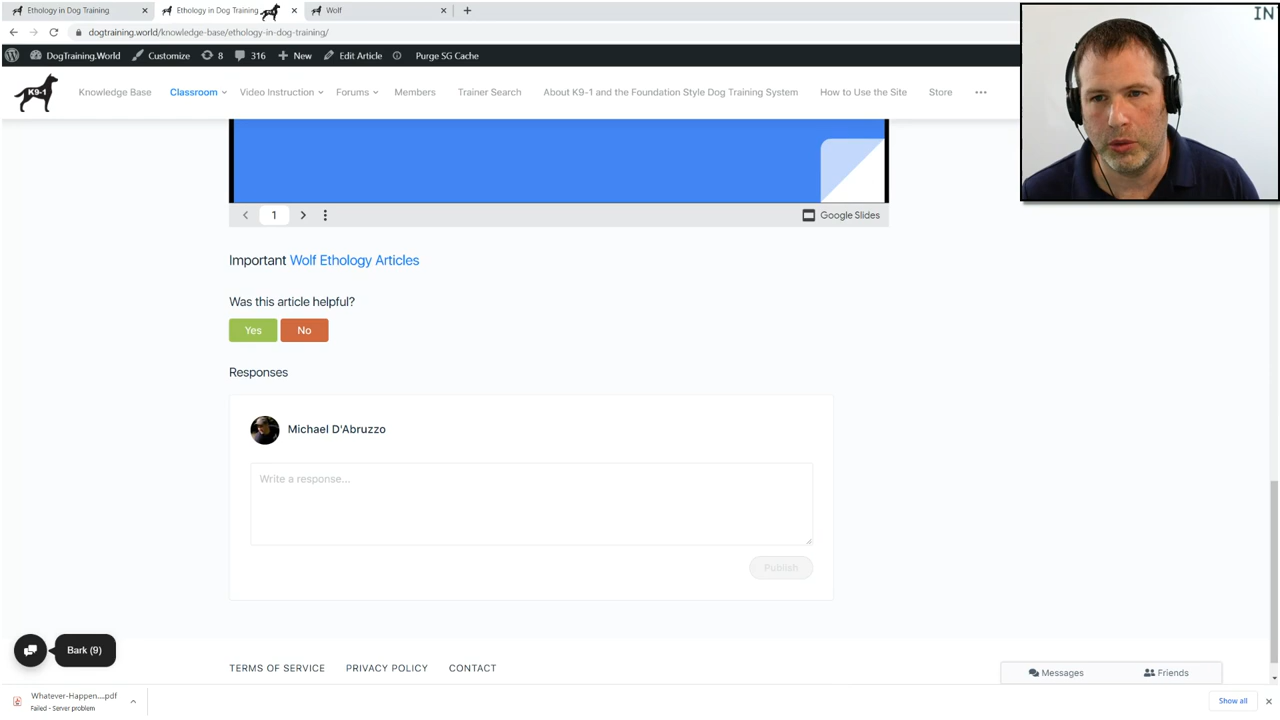 Ethology in Dog Training
Ethology in Dog Training
Wolf
IN
dogtraining.world/knowledge-base/ethology-in-dog-training/
DogTraining.World
Customize
8
316
New
Edit Article
Purge SG Cache
K9-1
Knowledge Base
Classroom
Video Instruction
Forums
Members
Trainer Search
About K9-1 and the Foundation Style Dog Training System
How to Use the Site
Store
1
Google Slides
Important Wolf Ethology Articles
Was this article helpful?
Yes
No
Responses
Michael D'Abruzzo
Write a response...
Publish
Bark (9)
TERMS OF SERVICE
PRIVACY POLICY
CONTACT
Messages
Friends
Whatever-Happen....pdf
Failed - Server problem
Show all